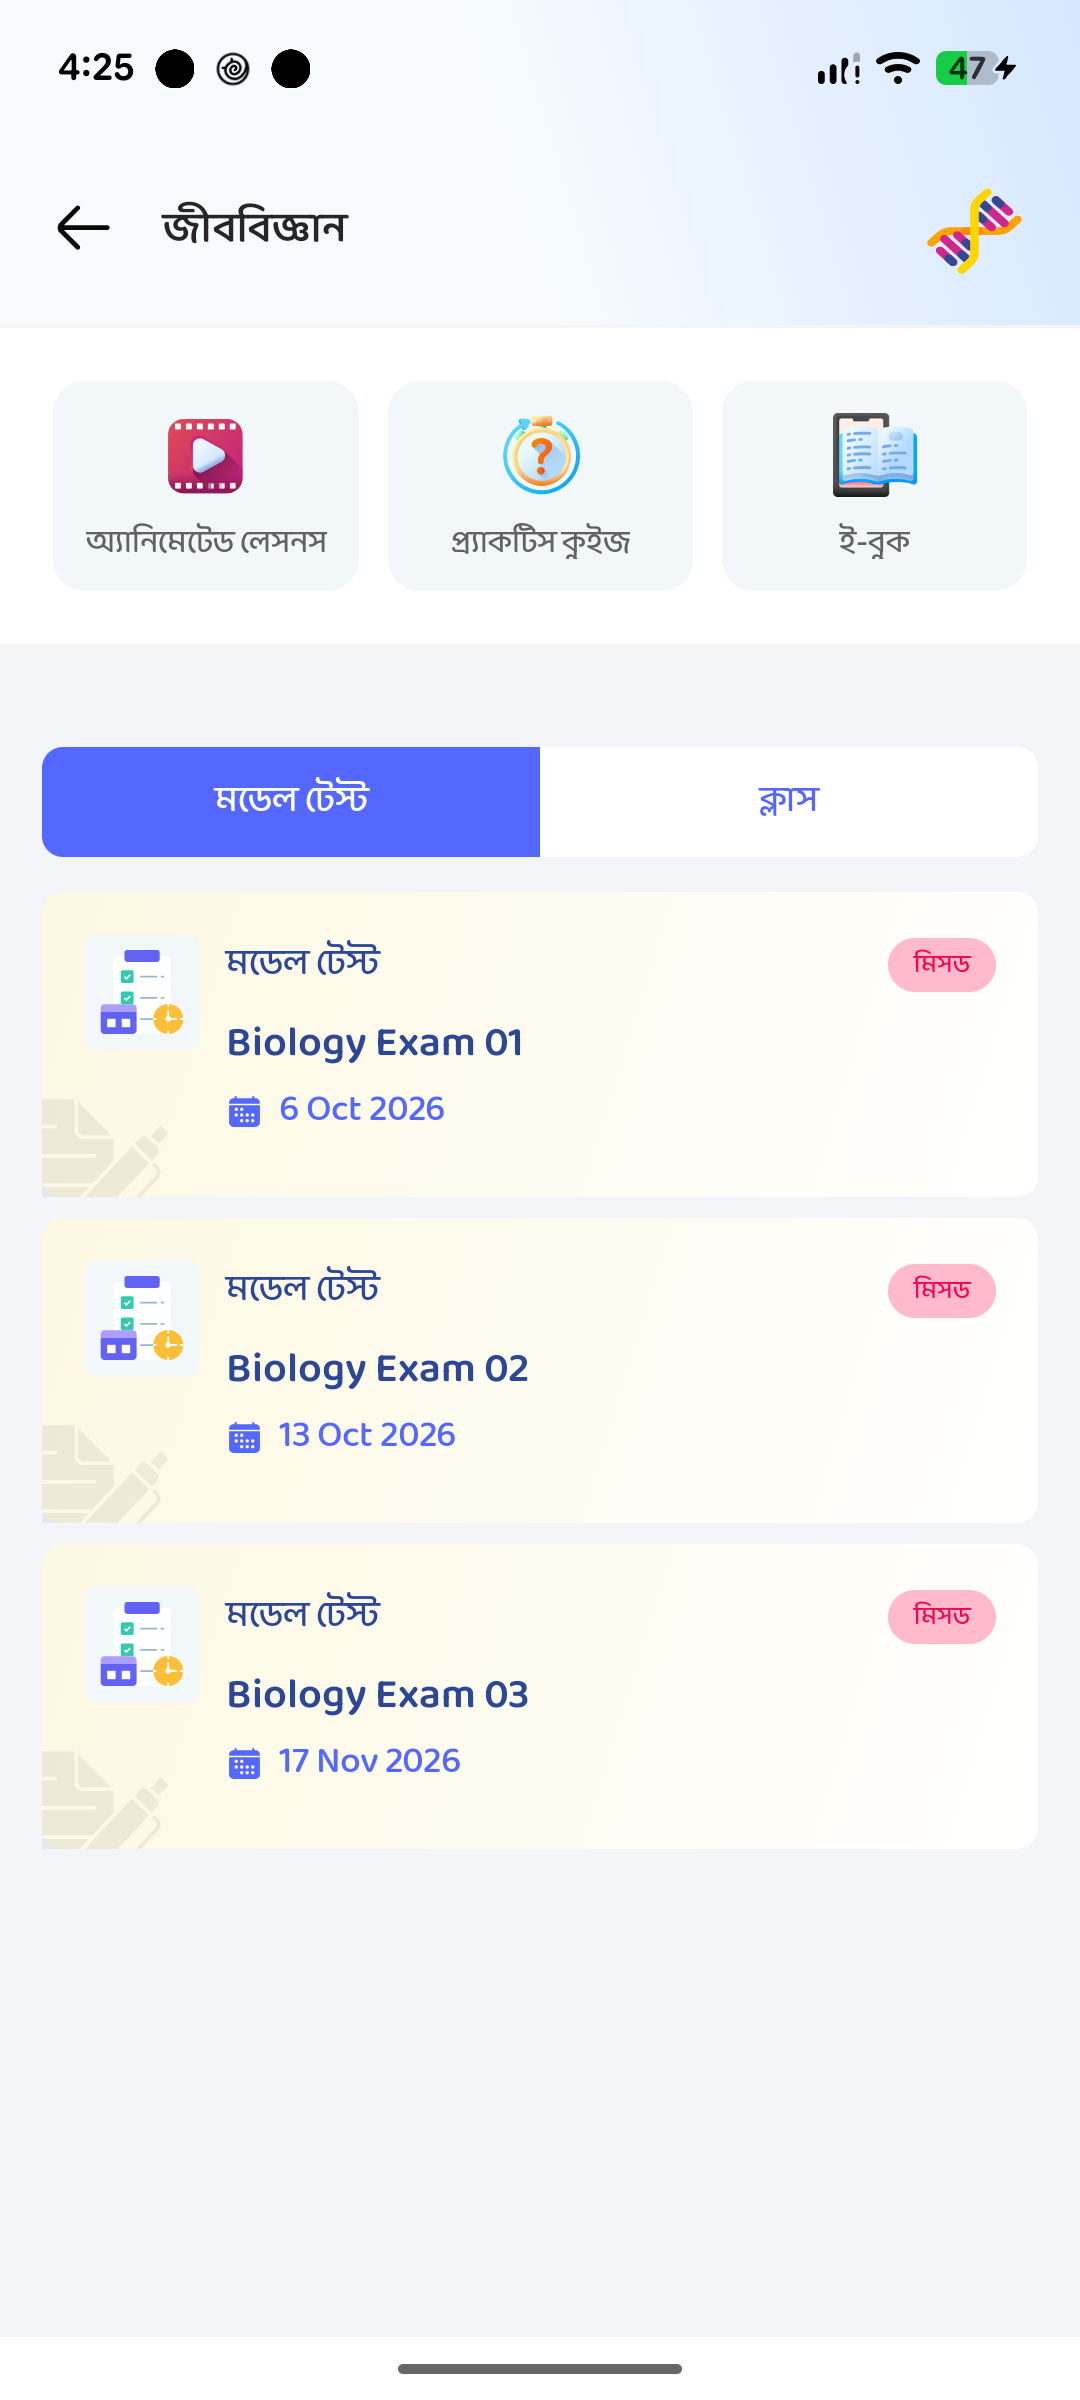 4:25
47
জীববিজ্ঞান
অ্যানিমেটেড লেসনস
প্র্যাকটিস কুইজ
ই-বুক
মডেল টেস্ট
ক্লাস
মডেল টেস্ট
মিসড
Biology Exam 01
6 Oct 2026
মডেল টেস্ট
মিসড
Biology Exam 02
13 Oct 2026
মডেল টেস্ট
মিসড
Biology Exam 03
17 Nov 2026